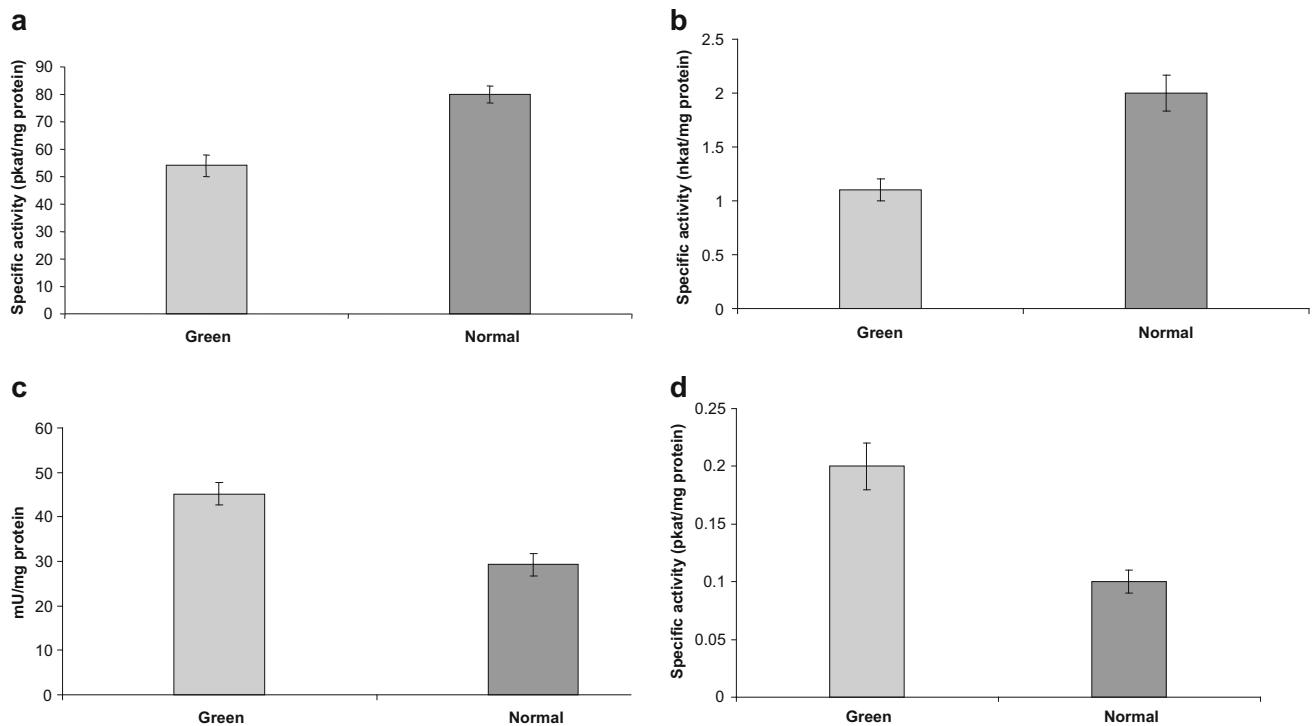 a
Specific activity (pkat/mg protein)
90
80
70
60
50
40
30
20
10
0
Green
Normal
b
Specific activity (nkat/mg protein)
2.5
2
1.5
1
0.5
0
Green
Normal
c
mU/mg protein
60
50
40
30
20
10
0
Green
Normal
d
Specific activity (pkat/mg protein)
0.25
0.2
0.15
0.1
0.05
0
Green
Normal